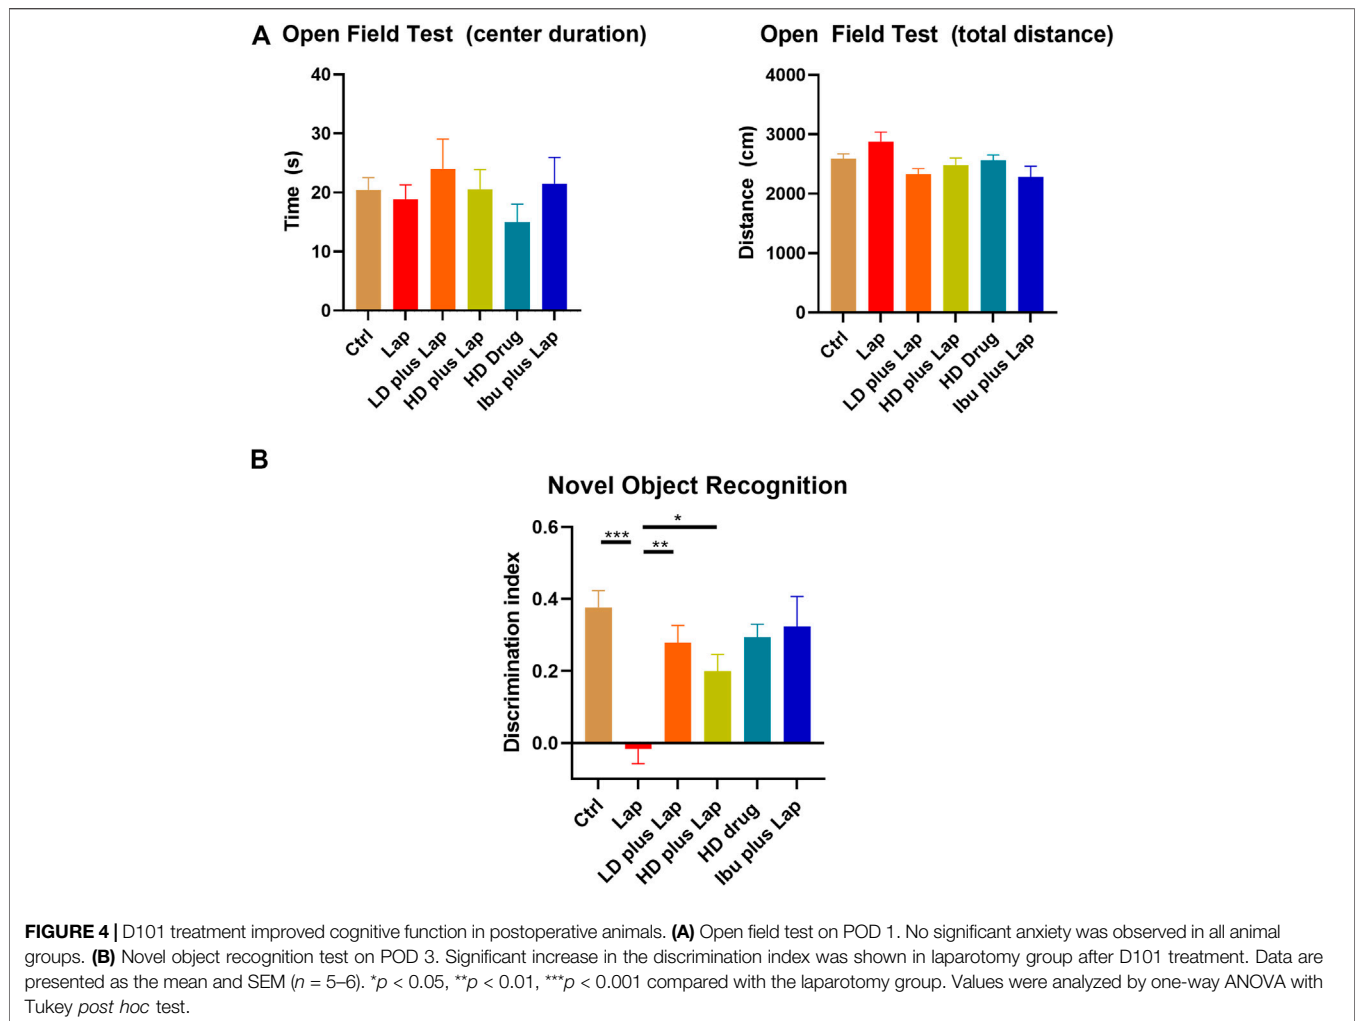 A Open Field Test (center duration)
Open Field Test (total distance)
40
30
20
10
0
Time (s)
Ctrl
Lap
LD plus Lap
HD plus Lap
HD Drug
Ibu plus Lap
4000
3000
2000
1000
0
Distance (cm)
Ctrl
Lap
LD plus Lap
HD plus Lap
HD Drug
Ibu plus Lap
B
Novel Object Recognition
0.6
0.4
0.2
0.0
Discrimination index
***
**
*
Ctrl
Lap
LD plus Lap
HD plus Lap
HD drug
Ibu plus Lap
FIGURE 4 | D101 treatment improved cognitive function in postoperative animals. (A) Open field test on POD 1. No significant anxiety was observed in all animal
groups. (B) Novel object recognition test on POD 3. Significant increase in the discrimination index was shown in laparotomy group after D101 treatment. Data are
presented as the mean and SEM (n = 5–6). *p < 0.05, **p < 0.01, ***p < 0.001 compared with the laparotomy group. Values were analyzed by one-way ANOVA with
Tukey post hoc test.